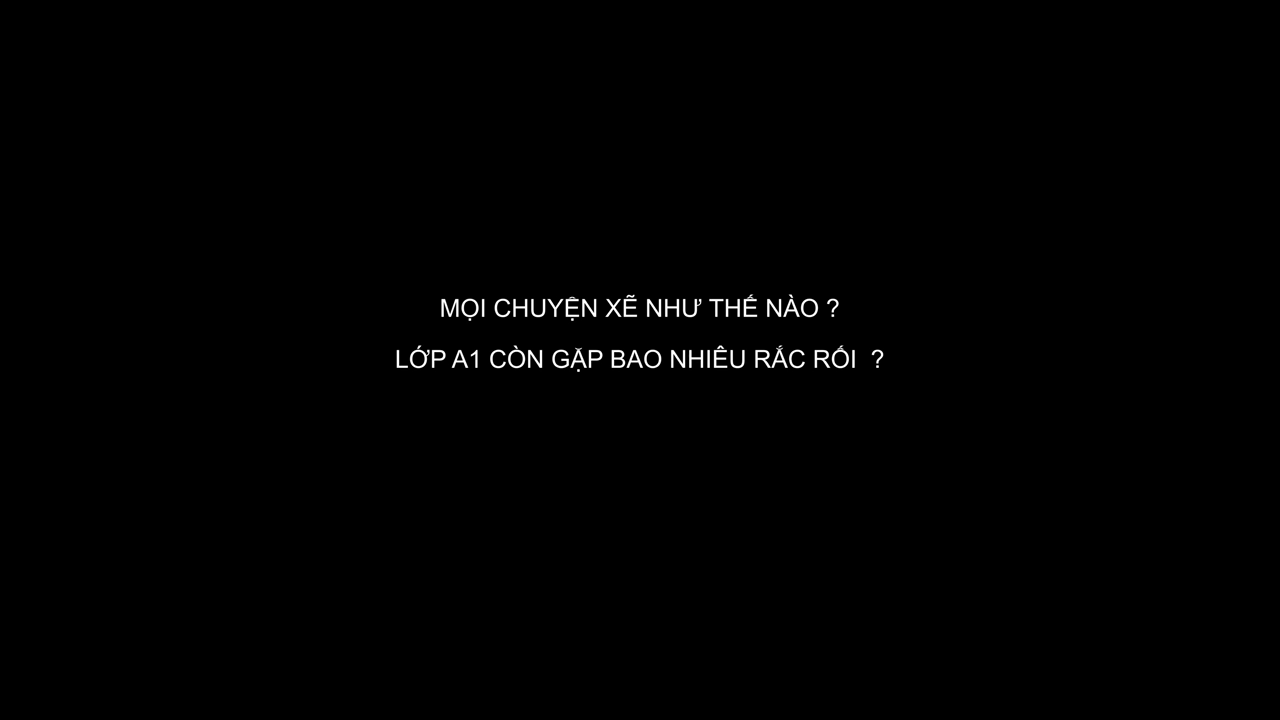 MỌI CHUYỆN XẼ NHƯ THẾ NÀO ?
LỚP A1 CÒN GẶP BAO NHIÊU RẮC RỐI ?